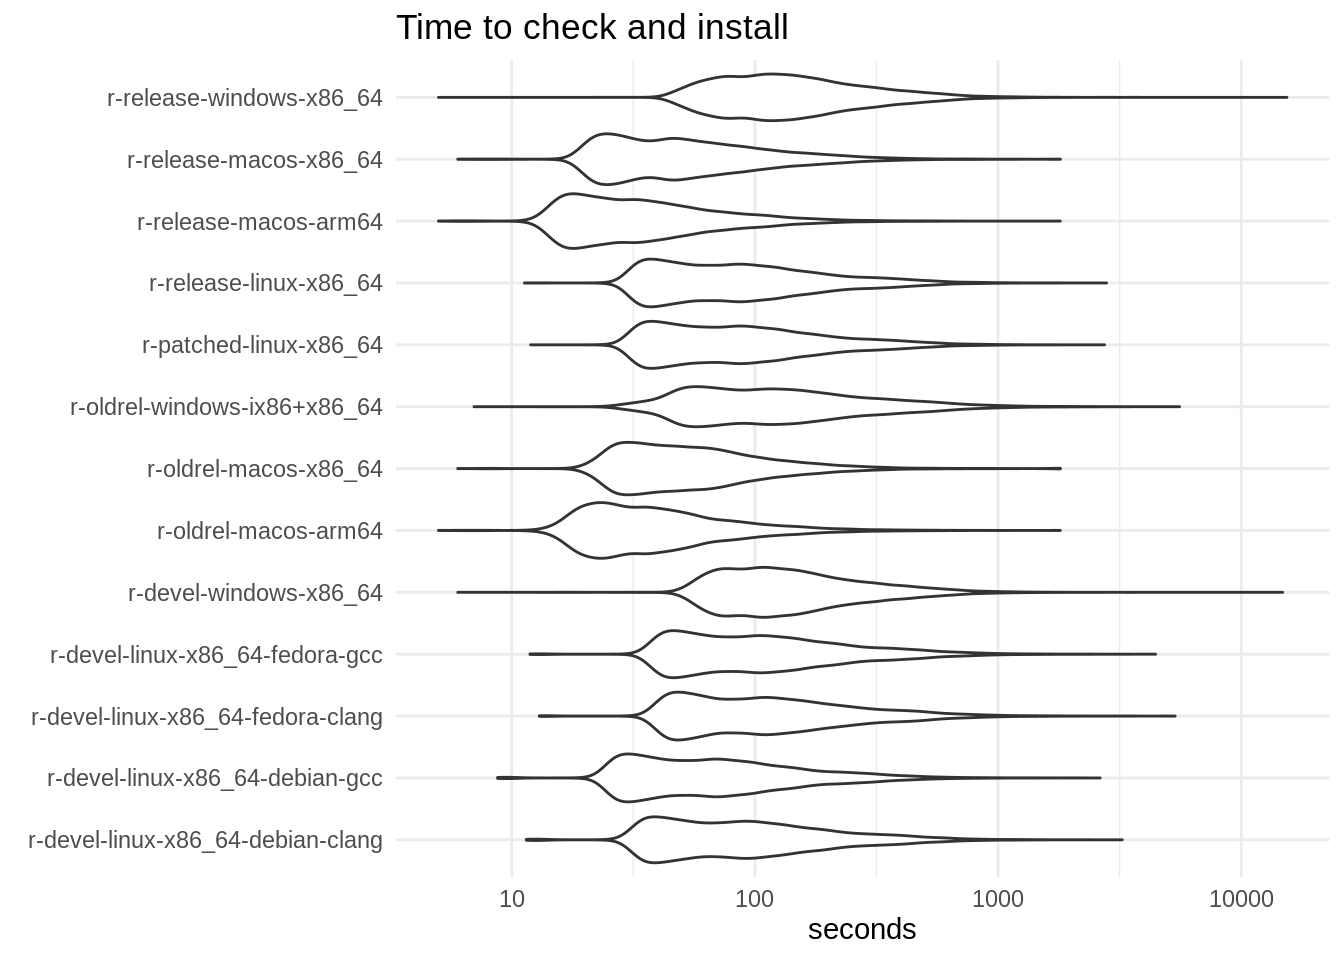 Time to check and install
r-release-windows-x86_64
r-release-macos-x86_64
r-release-macos-arm64
r-release-linux-x86_64
r-patched-linux-x86_64
r-oldrel-windows-ix86+x86_64
r-oldrel-macos-x86_64
r-oldrel-macos-arm64
r-devel-windows-x86_64
r-devel-linux-x86_64-fedora-gcc
r-devel-linux-x86_64-fedora-clang
r-devel-linux-x86_64-debian-gcc
r-devel-linux-x86_64-debian-clang
10 100 1000 10000
seconds